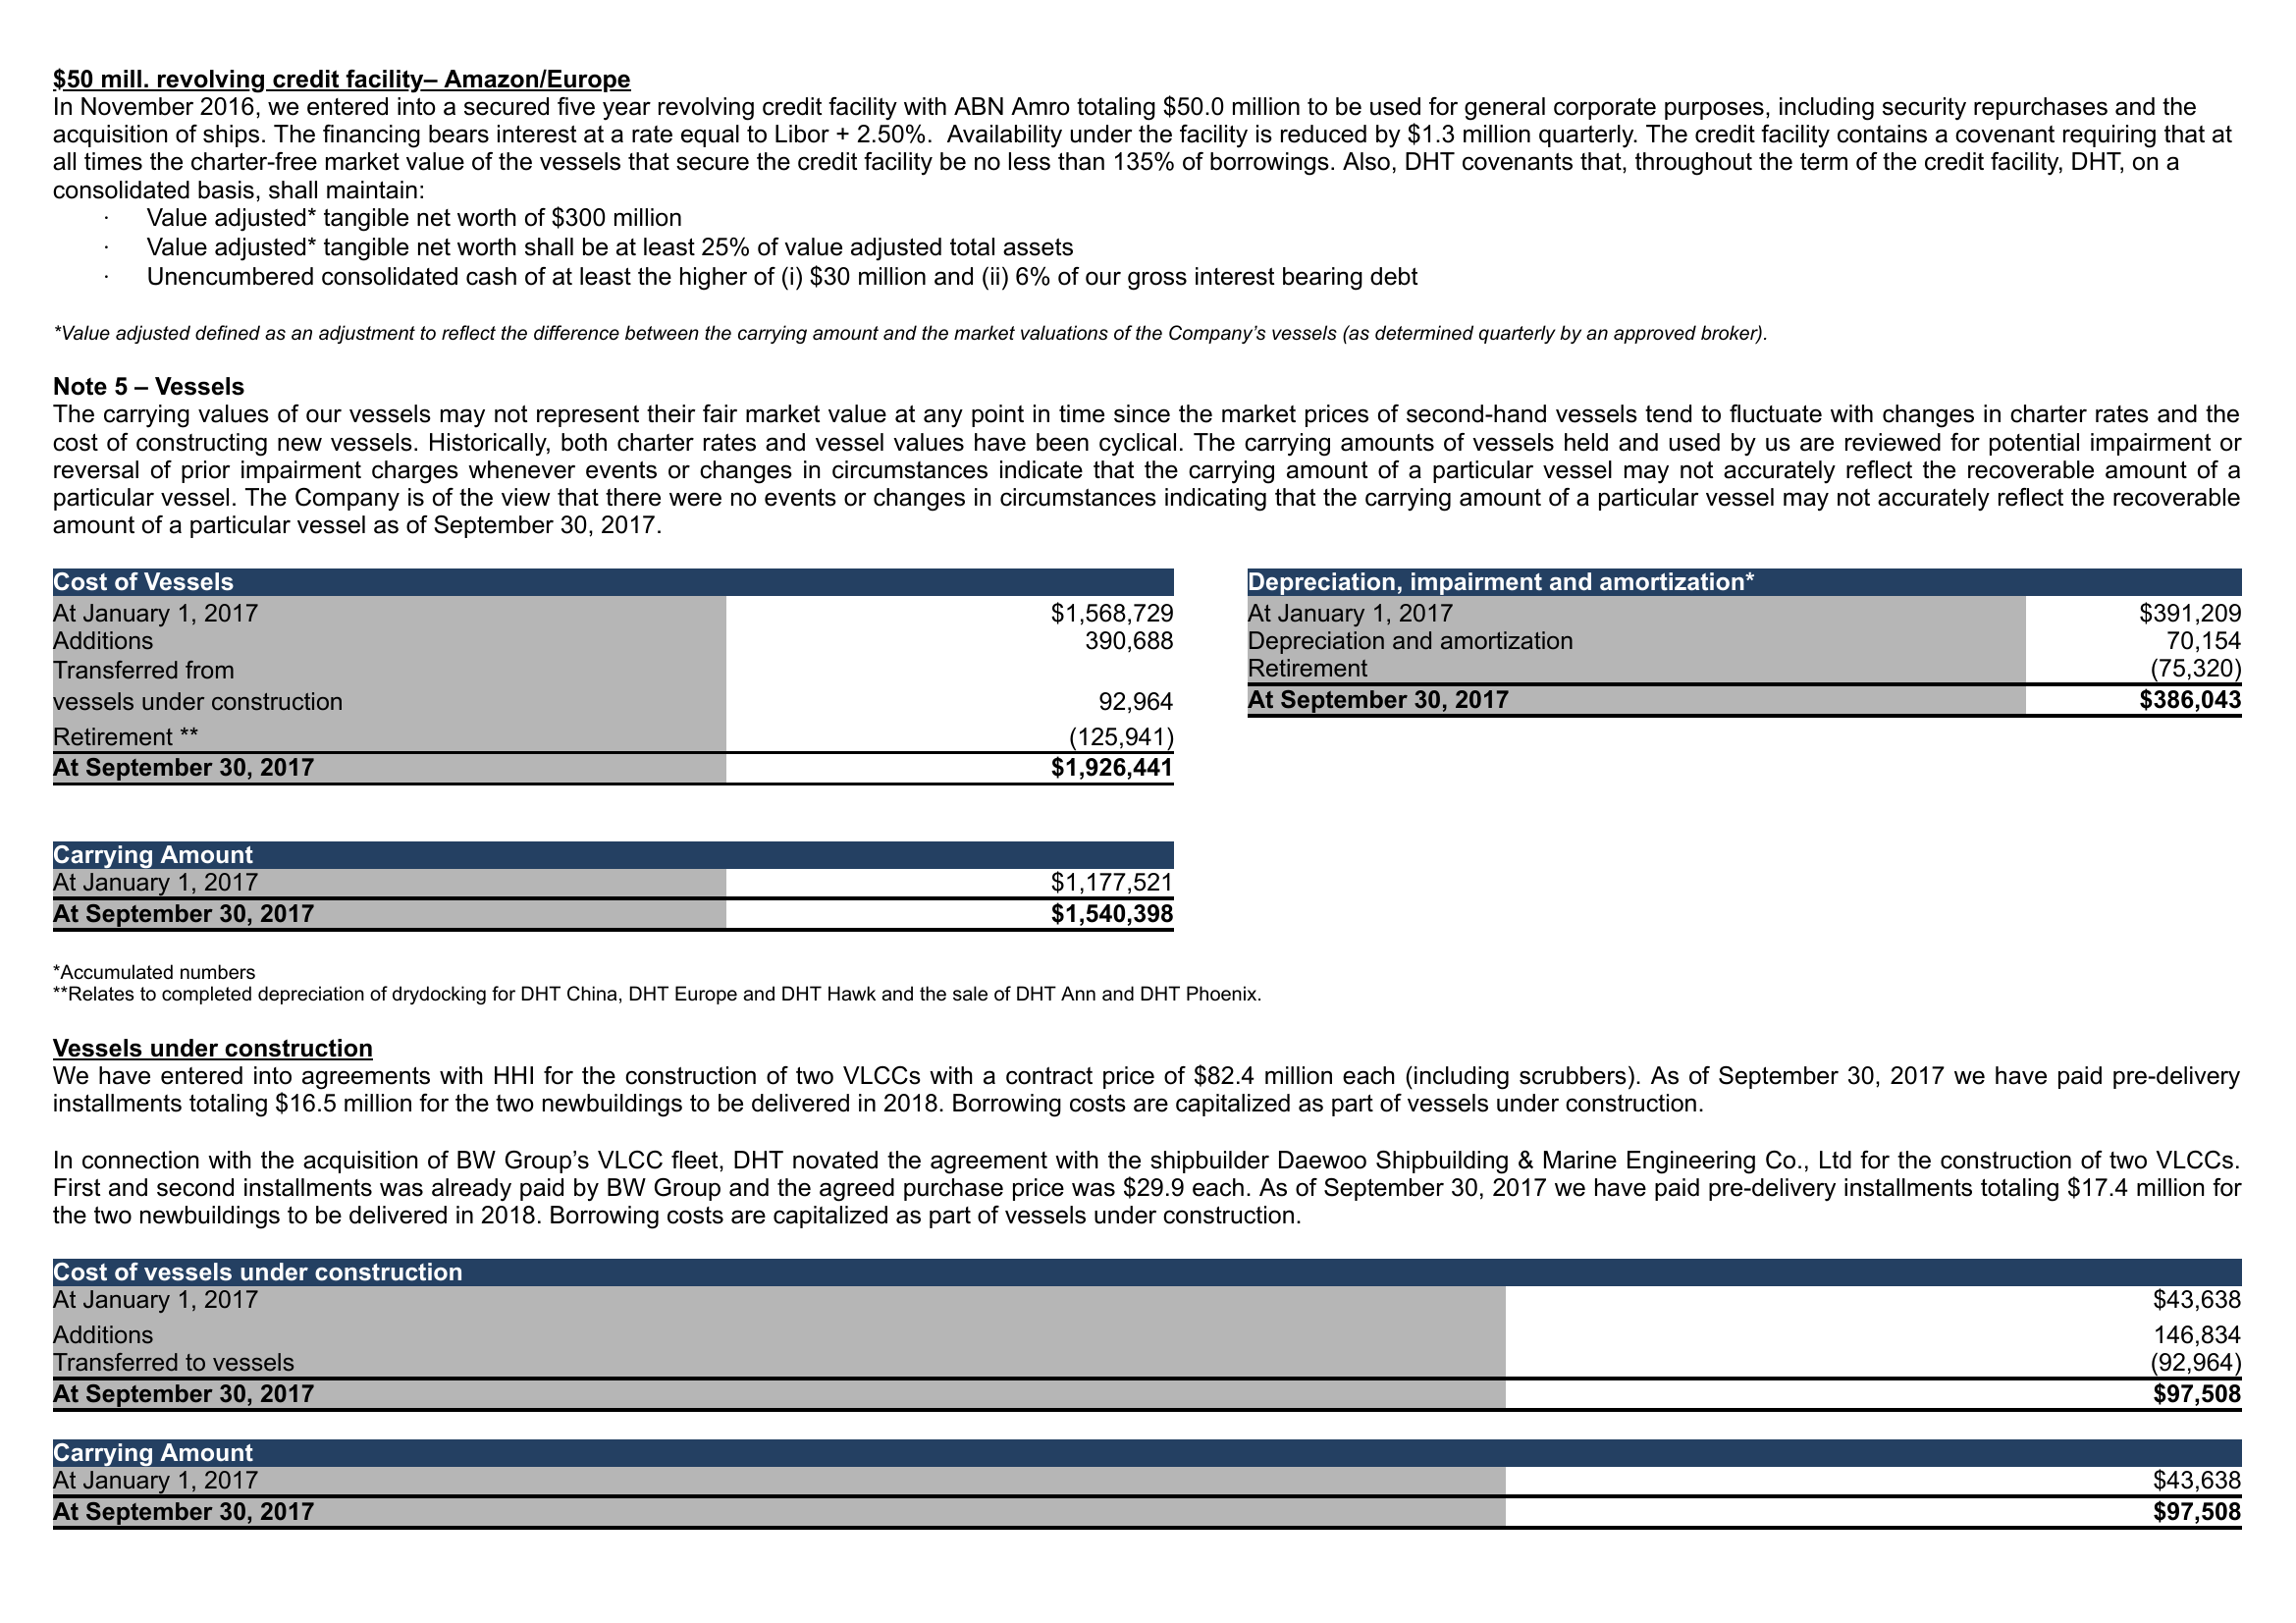 $50 mill. revolving credit facility– Amazon/Europe
In November 2016, we entered into a secured five year revolving credit facility with ABN Amro totaling $50.0 million to be used for general corporate purposes, including security repurchases and the
acquisition of ships. The financing bears interest at a rate equal to Libor + 2.50%.  Availability under the facility is reduced by $1.3 million quarterly. The credit facility contains a covenant requiring that at
all times the charter-free market value of the vessels that secure the credit facility be no less than 135% of borrowings. Also, DHT covenants that, throughout the term of the credit facility, DHT, on a
consolidated basis, shall maintain:
· Value adjusted* tangible net worth of $300 million
· Value adjusted* tangible net worth shall be at least 25% of value adjusted total assets
· Unencumbered consolidated cash of at least the higher of (i) $30 million and (ii) 6% of our gross interest bearing debt
*Value adjusted defined as an adjustment to reflect the difference between the carrying amount and the market valuations of the Company’s vessels (as determined quarterly by an approved broker).
Note 5 – Vessels
The carrying values of our vessels may not represent their fair market value at any point in time since the market prices of second-hand vessels tend to fluctuate with changes in charter rates and the
cost of constructing new vessels. Historically, both charter rates and vessel values have been cyclical. The carrying amounts of vessels held and used by us are reviewed for potential impairment or
reversal of prior impairment charges whenever events or changes in circumstances indicate that the carrying amount of a particular vessel may not accurately reflect the recoverable amount of a
particular vessel. The Company is of the view that there were no events or changes in circumstances indicating that the carrying amount of a particular vessel may not accurately reflect the recoverable
amount of a particular vessel as of September 30, 2017.
Cost of Vessels
At January 1, 2017 $1,568,729
Additions 390,688
Transferred from
vessels under construction 92,964
Retirement ** (125,941)
At September 30, 2017 $1,926,441
Depreciation, impairment and amortization*
At January 1, 2017 $391,209
Depreciation and amortization 70,154
Retirement (75,320)
At September 30, 2017 $386,043
Carrying Amount
At January 1, 2017 $1,177,521
At September 30, 2017 $1,540,398
*Accumulated numbers
**Relates to completed depreciation of drydocking for DHT China, DHT Europe and DHT Hawk and the sale of DHT Ann and DHT Phoenix.
Vessels under construction
We have entered into agreements with HHI for the construction of two VLCCs with a contract price of $82.4 million each (including scrubbers). As of September 30, 2017 we have paid pre-delivery
installments totaling $16.5 million for the two newbuildings to be delivered in 2018. Borrowing costs are capitalized as part of vessels under construction.
In connection with the acquisition of BW Group’s VLCC fleet, DHT novated the agreement with the shipbuilder Daewoo Shipbuilding & Marine Engineering Co., Ltd for the construction of two VLCCs.
First and second installments was already paid by BW Group and the agreed purchase price was $29.9 each. As of September 30, 2017 we have paid pre-delivery installments totaling $17.4 million for
the two newbuildings to be delivered in 2018. Borrowing costs are capitalized as part of vessels under construction.
Cost of vessels under construction
At January 1, 2017 $43,638
Additions 146,834
Transferred to vessels (92,964)
At September 30, 2017 $97,508
Carrying Amount
At January 1, 2017 $43,638
At September 30, 2017 $97,508